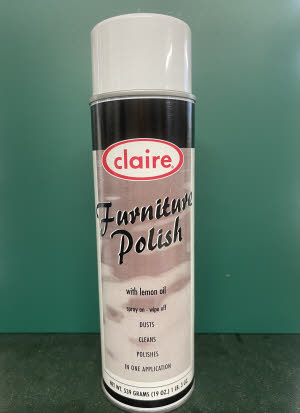 claire®
Furniture
Polish
with lemon oil
spray on wipe off
DUSTS
CLEANS
POLISHES
IN ONE APPLICATION
NET WT. 539 GRAMS (19 OZ.) 1 LB. 3 OZ.